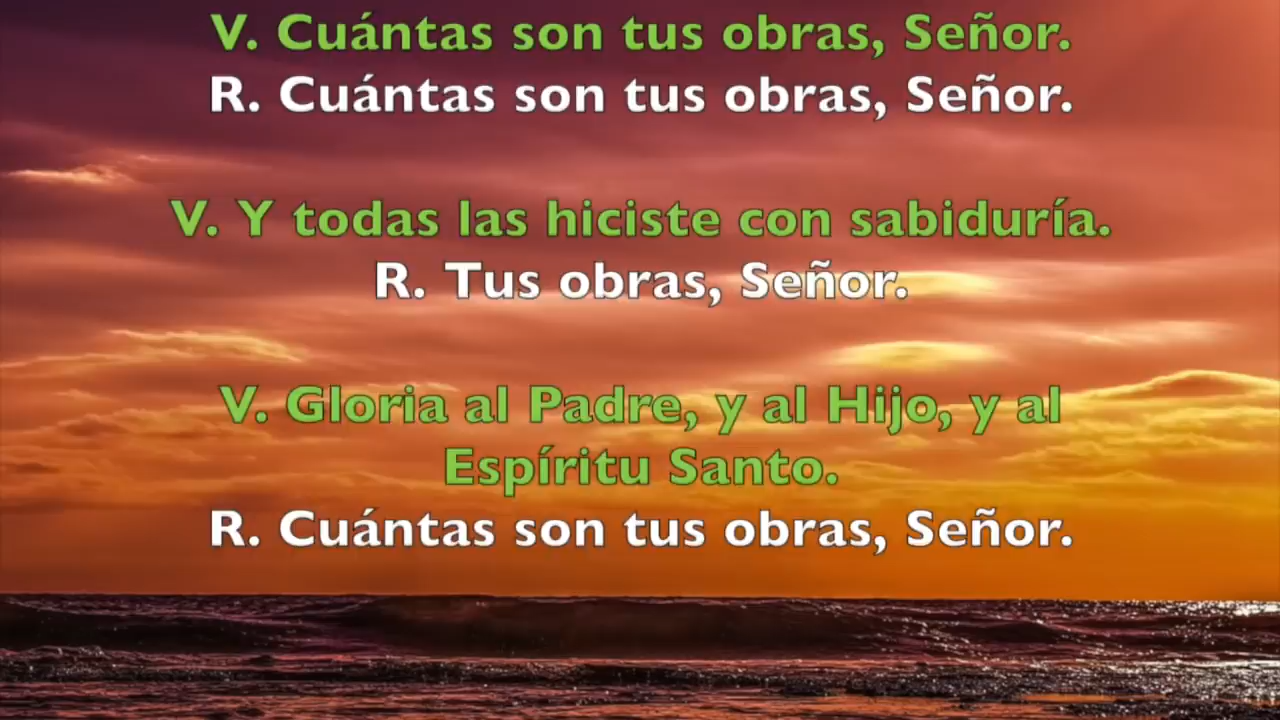 V. Cuántas son tus obras, Señor.
R. Cuántas son tus obras, Señor.
V. Y todas las hiciste con sabiduría.
R. Tus obras, Señor.
V. Gloria al Padre, y al Hijo, y al
Espíritu Santo.
R. Cuántas son tus obras, Señor.